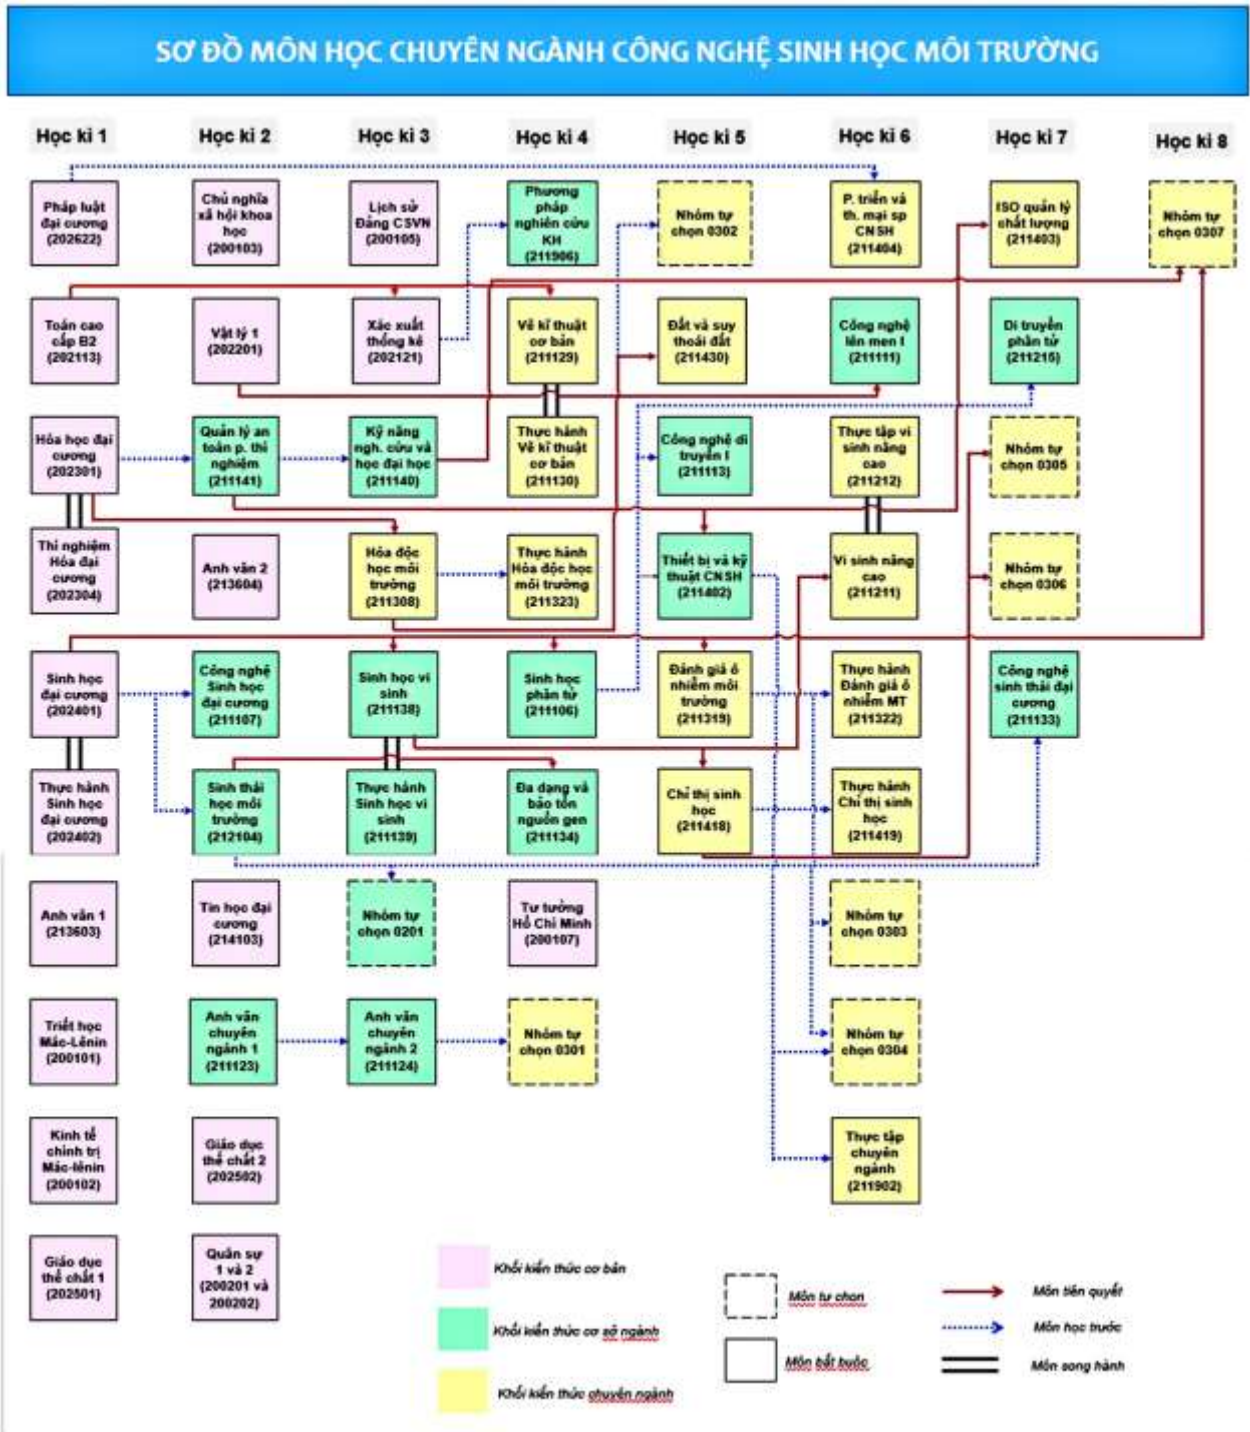 SƠ ĐỒ MÔN HỌC CHUYÊN NGÀNH CÔNG NGHỆ SINH HỌC MÔI TRƯỜNG
Học kì 1
Học kì 2
Học kì 3
Học kì 4
Học kì 5
Học kì 6
Học kì 7
Học kì 8
Pháp luật
đại cương
(202622)
Chủ nghĩa
xã hội khoa
học
(200103)
Lịch sử
Đảng CSVN
(200105)
Phương
pháp
nghiên cứu
KH
(211906)
Nhóm tự
chọn 0302
P. triển và
th. mại sp
CNSH
(211404)
ISO quản lý
chất lượng
(211403)
Nhóm tự
chọn 0307
Toán cao
cấp B2
(202113)
Vật lý 1
(202201)
Xác xuất
thống kê
(202121)
Vẽ kĩ thuật
cơ bản
(211129)
Đất và suy
thoái đất
(211430)
Công nghệ
lên men I
(211111)
Di truyền
phân tử
(211215)
Hóa học đại
cương
(202301)
Quản lý an
toàn p. thí
nghiệm
(211141)
Kỹ năng
ngh. cứu và
học đại học
(211140)
Thực hành
Vẽ kĩ thuật
cơ bản
(211130)
Công nghệ di
truyền I
(211113)
Thực tập vi
sinh nâng
cao
(211212)
Nhóm tự
chọn 0305
Thí nghiệm
Hóa đại
cương
(202304)
Anh văn 2
(213604)
Hóa độc
học môi
trường
(211308)
Thực hành
Hóa độc học
môi trường
(211323)
Thiết bị và kỹ
thuật CNSH
(211402)
Vi sinh nâng
cao
(211211)
Nhóm tự
chọn 0306
Sinh học
đại cương
(202401)
Công nghệ
Sinh học
đại cương
(211107)
Sinh học vi
sinh
(211138)
Sinh học
phân tử
(211106)
Đánh giá ô
nhiễm môi
trường
(211319)
Thực hành
Đánh giá ô
nhiễm MT
(211322)
Công nghệ
sinh thái đại
cương
(211133)
Thực hành
Sinh học
đại cương
(202402)
Sinh thái
học môi
trường
(212104)
Thực hành
Sinh học vi
sinh
(211139)
Đa dạng và
bảo tồn
nguồn gen
(211134)
Chỉ thị sinh
học
(211418)
Thực hành
Chỉ thị sinh
học
(211419)
Anh văn 1
(213603)
Tin học đại
cương
(214103)
Nhóm tự
chọn 0201
Tư tưởng
Hồ Chí Minh
(200107)
Nhóm tự
chọn 0303
Triết học
Mác-Lênin
(200101)
Anh văn
chuyên
ngành 1
(211123)
Anh văn
chuyên
ngành 2
(211124)
Nhóm tự
chọn 0301
Nhóm tự
chọn 0304
Kinh tế
chính trị
Mác-lênin
(200102)
Giáo dục
thể chất 2
(202502)
Thực tập
chuyên
ngành
(211902)
Giáo dục
thể chất 1
(202501)
Quân sự
1 và 2
(200201 và
200202)
Khối kiến thức cơ bản
Khối kiến thức cơ sở ngành
Khối kiến thức chuyên ngành
Môn tự chọn
Môn bắt buộc
Môn tiên quyết
Môn học trước
Môn song hành